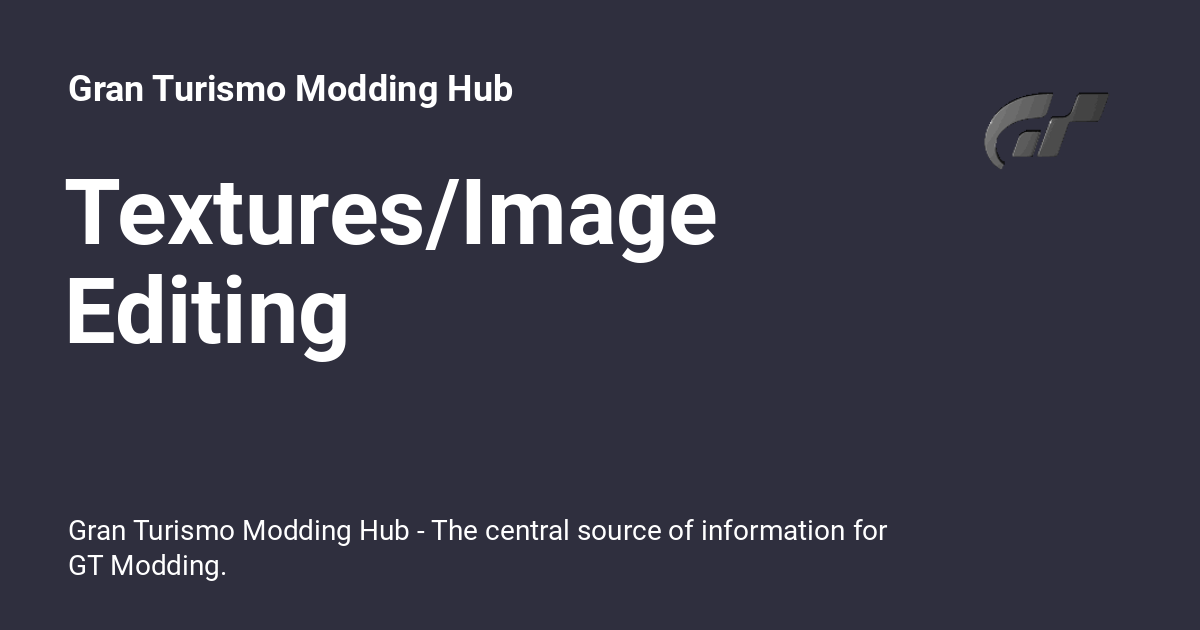 Gran Turismo Modding Hub
Textures/Image
Editing
Gran Turismo Modding Hub - The central source of information for
GT Modding.